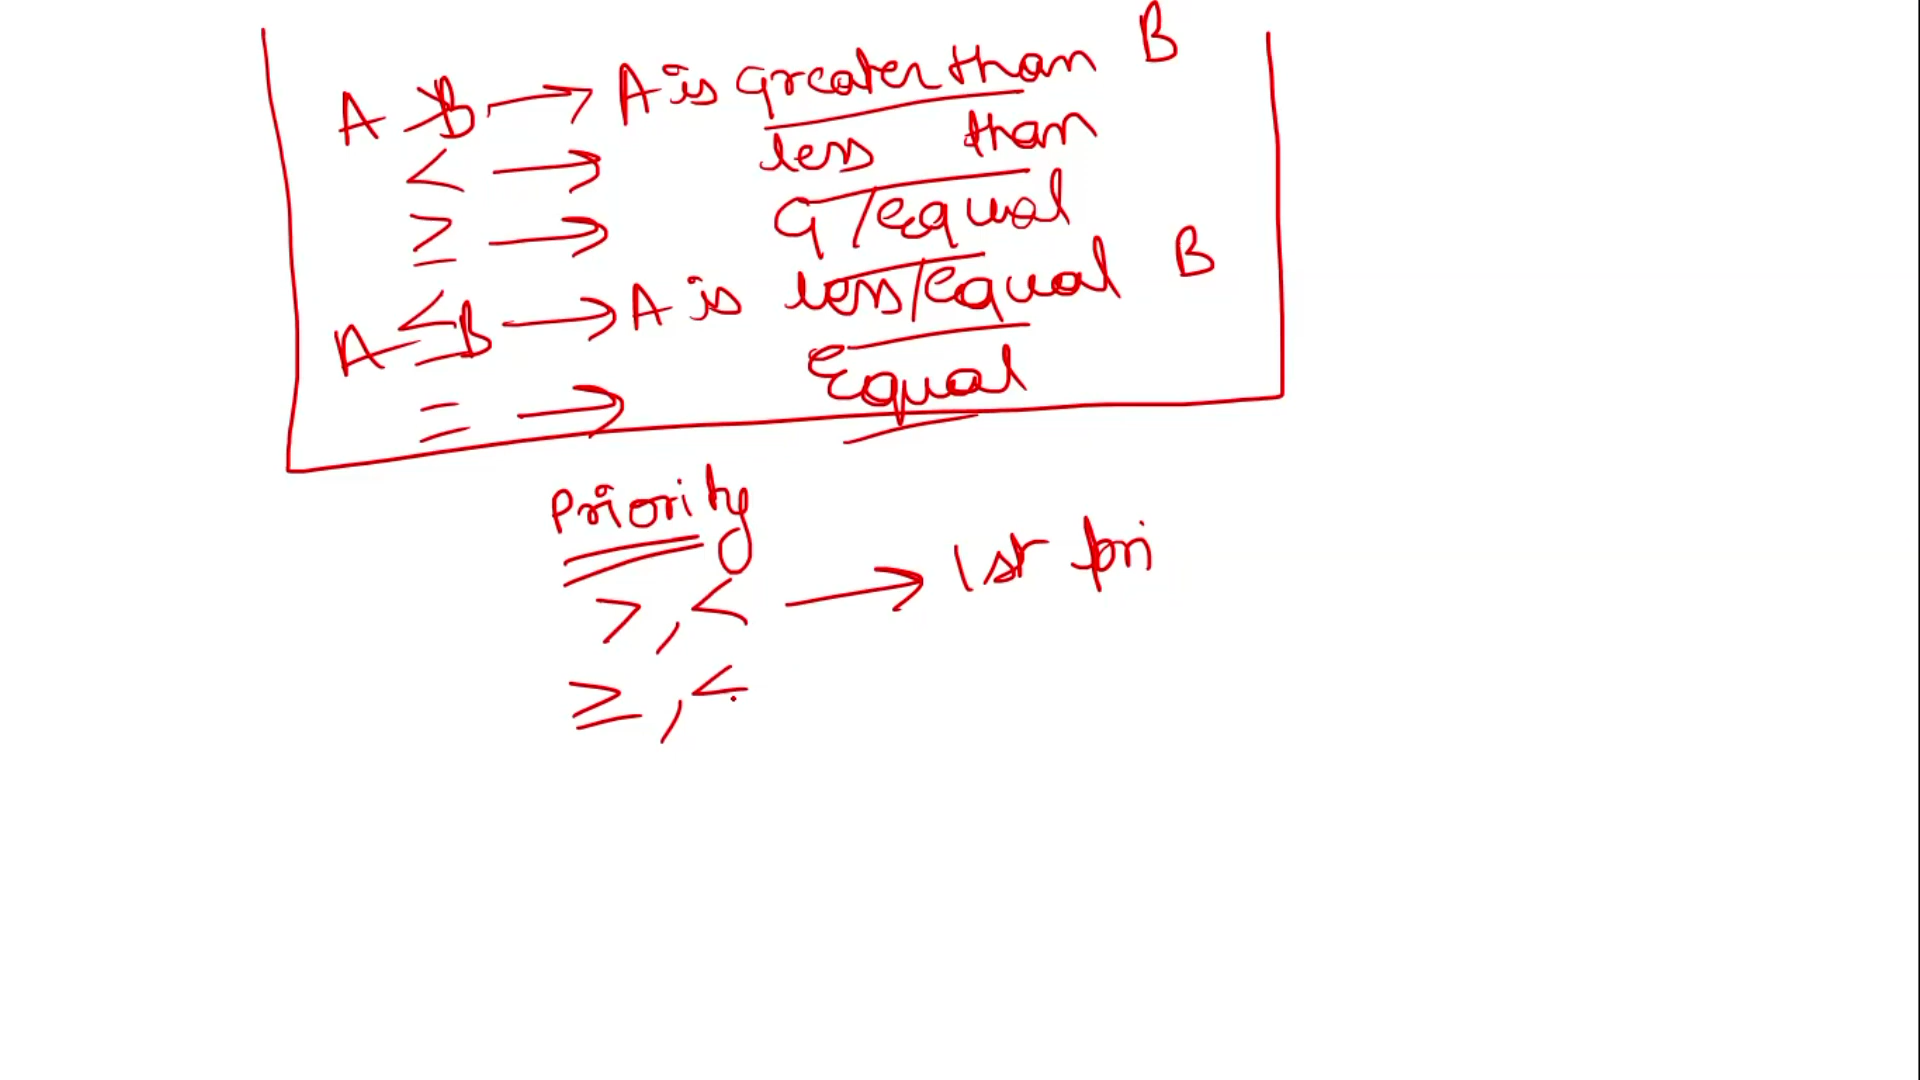 A > B → A is greater than B
< → less than
≥ → G/equal
A ≤ B → A is less/equal B
= → Equal
Priority
>, < → 1st pri
≥, <